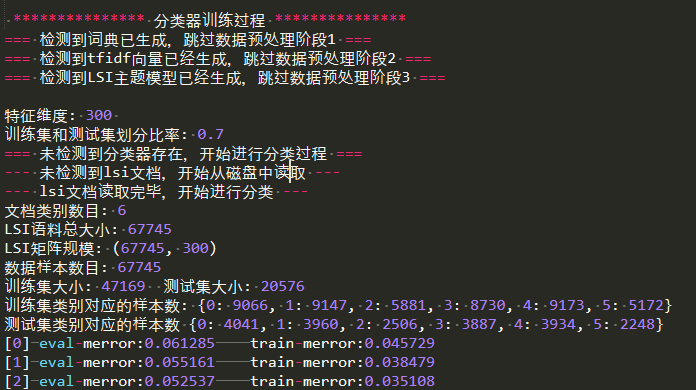 *************** 分类器训练过程 ***************
=== 检测到词典已生成，跳过数据预处理阶段1 ===
=== 检测到tfidf向量已经生成，跳过数据预处理阶段2 ===
=== 检测到LSI主题模型已经生成，跳过数据预处理阶段3 ===
特征维度: 300
训练集和测试集划分比率: 0.7
=== 未检测到分类器存在，开始进行分类过程 ===
--- 未检测到lsi文档，开始从磁盘中读取 ---
--- lsi文档读取完毕，开始进行分类 ---
文档类别数目: 6
LSI语料总大小: 67745
LSI矩阵规模: (67745, 300)
数据样本数目: 67745
训练集大小: 47169  测试集大小: 20576
训练集类别对应的样本数: {0: 9066, 1: 9147, 2: 5881, 3: 8730, 4: 9173, 5: 5172}
测试集类别对应的样本数 {0: 4041, 1: 3960, 2: 2506, 3: 3887, 4: 3934, 5: 2248}
[0] eval-merror:0.061285 train-merror:0.045729
[1] eval-merror:0.055161 train-merror:0.038479
[2] eval-merror:0.052537 train-merror:0.035108